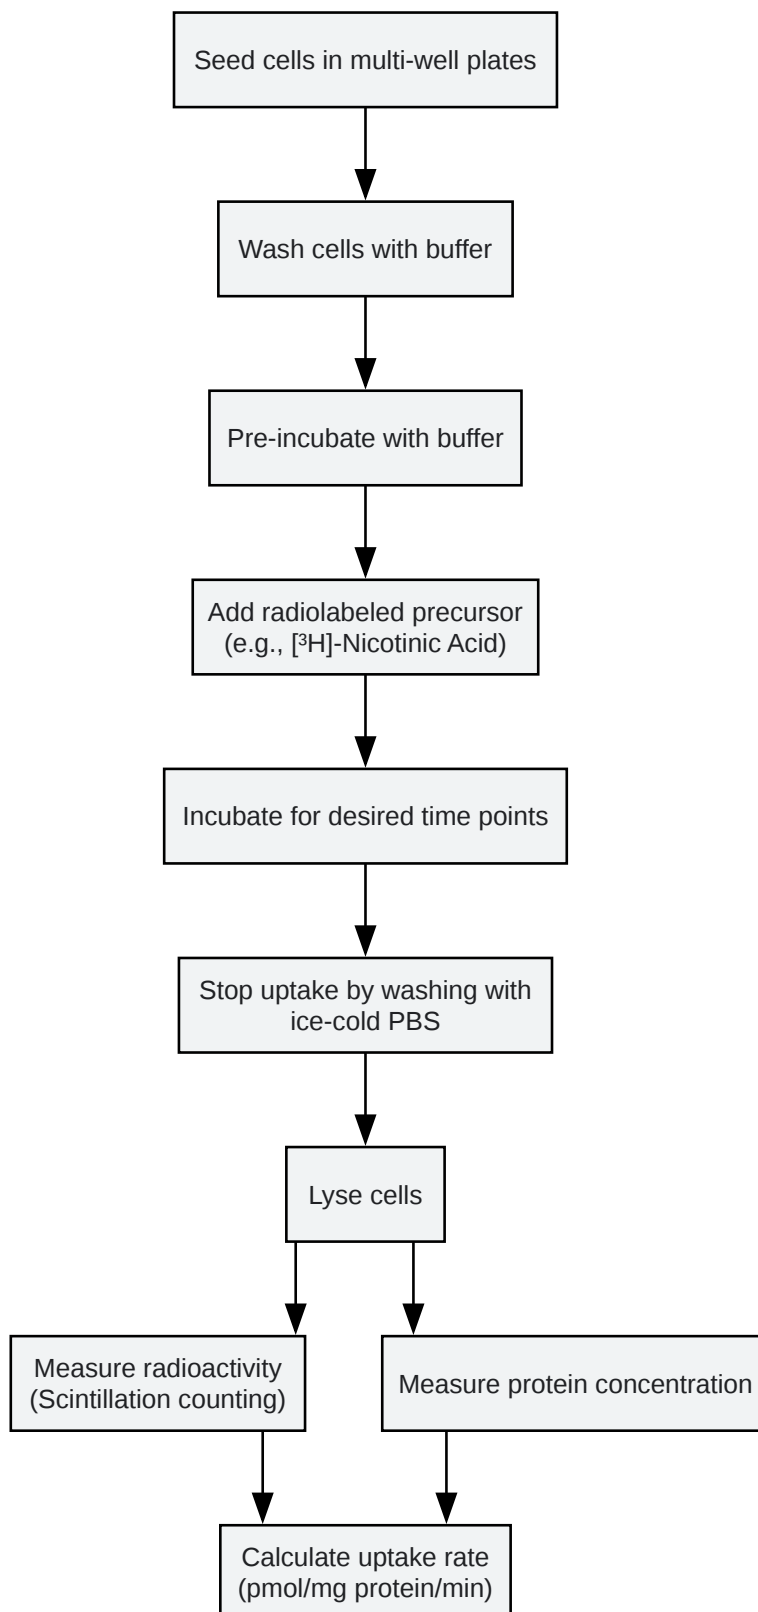 Seed cells in multi-well plates
Wash cells with buffer
Pre-incubate with buffer
Add radiolabeled precursor
(e.g., [³H]-Nicotinic Acid)
Incubate for desired time points
Stop uptake by washing with
ice-cold PBS
Lyse cells
Measure radioactivity
(Scintillation counting)
Measure protein concentration
Calculate uptake rate
(pmol/mg protein/min)